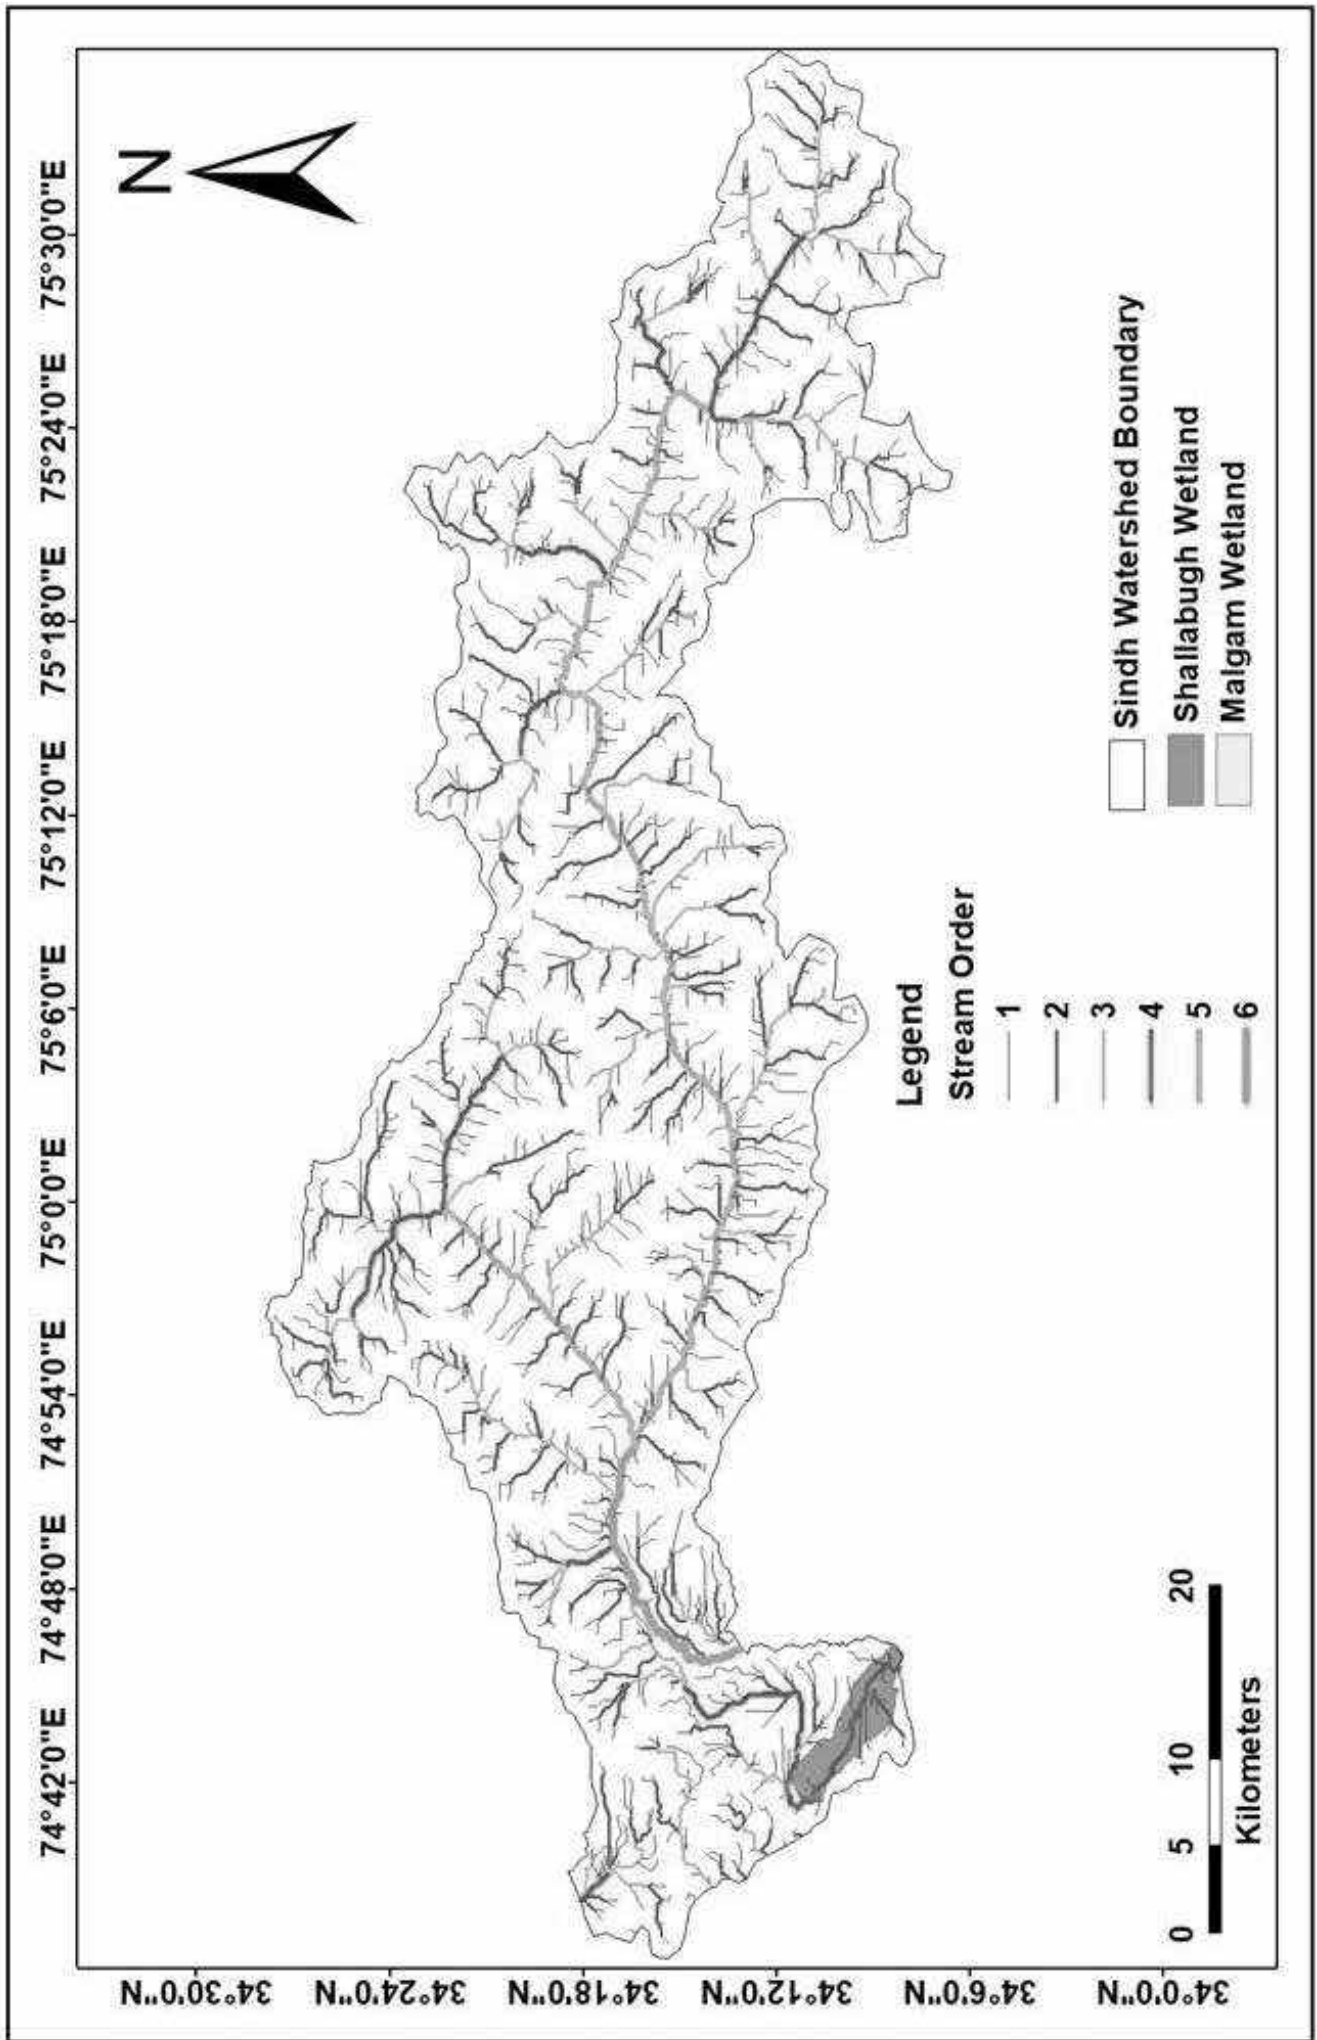 N
74°42'0"E
74°48'0"E
74°54'0"E
75°0'0"E
75°6'0"E
75°12'0"E
75°18'0"E
75°24'0"E
75°30'0"E
34°30'0"N
34°24'0"N
34°18'0"N
34°12'0"N
34°6'0"N
34°0'0"N
Legend
Stream Order
1
2
3
4
5
6
Sindh Watershed Boundary
Shallabugh Wetland
Malgam Wetland
0 5 10 20
Kilometers